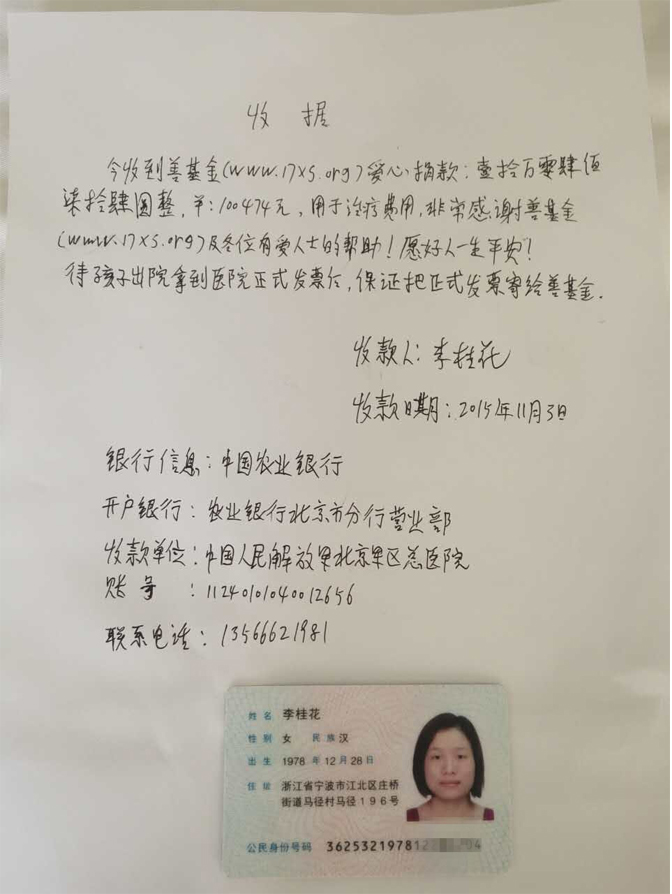 收 据
今收到善基金(www.17xs.org)爱心捐款：壹拾万零肆佰
柒拾肆圆整，¥:100474元，用于治疗费用，非常感谢善基金
(www.17xs.org)及各位有爱人士的帮助！愿好人一生平安！
待孩子出院拿到医院正式发票后，保证把正式发票寄给善基金.
收款人：李桂花
收款日期：2015年11月3日
银行信息：中国农业银行
开户银行：农业银行北京市分行营业部
收款单位：中国人民解放军北京军区总医院
账号：11240101040012656
联系电话：13566621981
姓名 李桂花
性别 女 民族 汉
出生 1978 年 12 月 28 日
住址 浙江省宁波市江北区庄桥
街道马径村马径196号
公民身份号码 362532197812